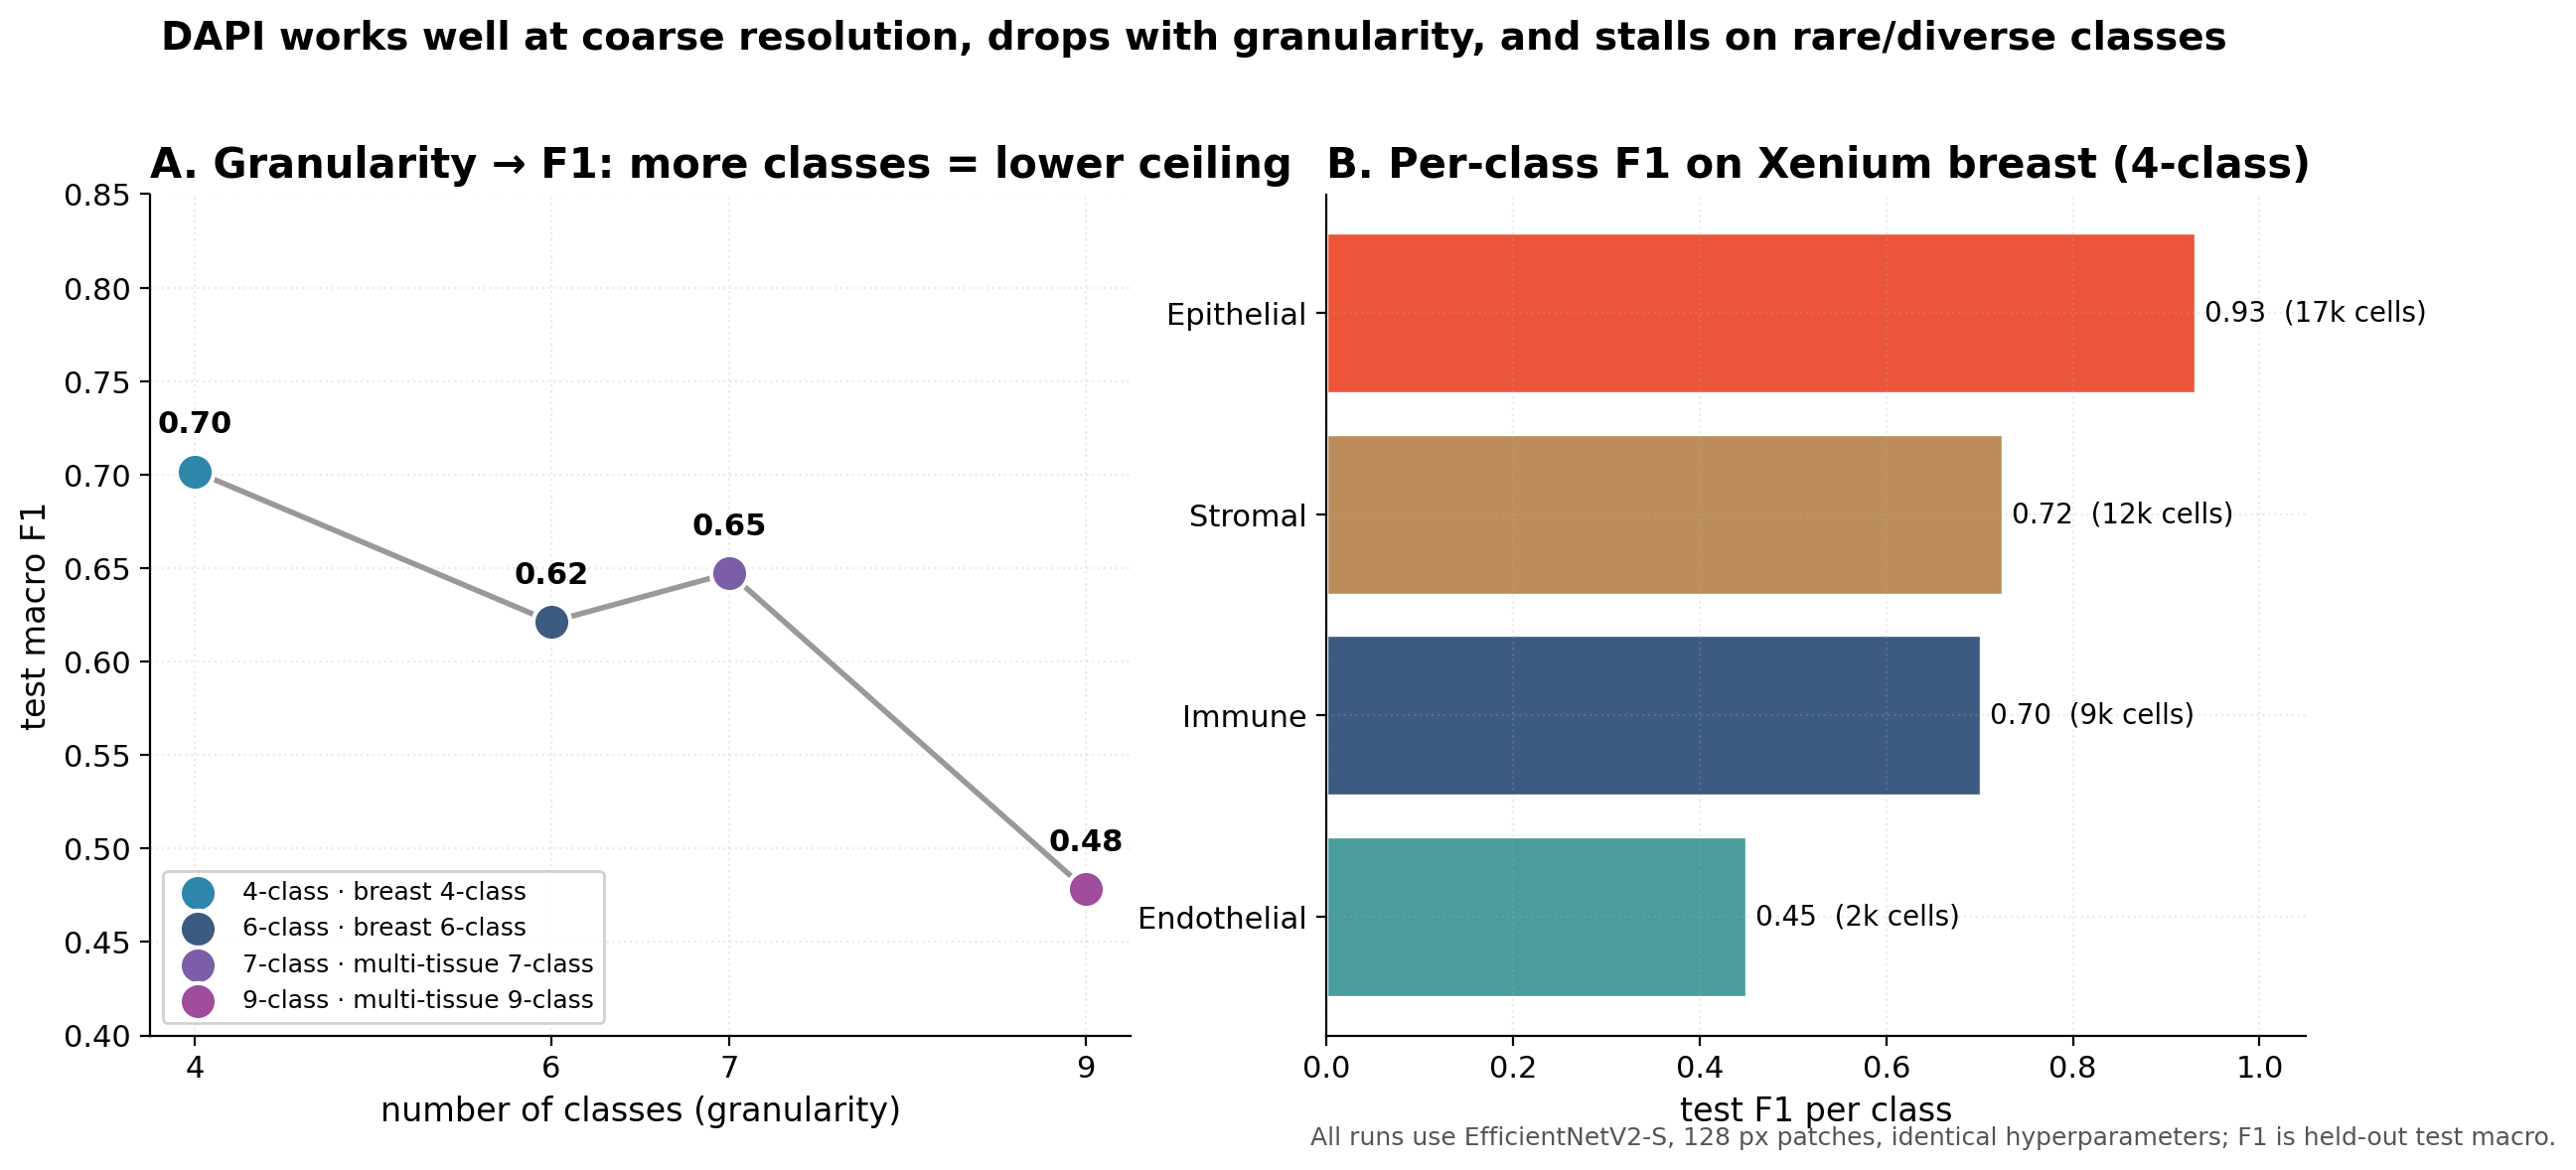 DAPI works well at coarse resolution, drops with granularity, and stalls on rare/diverse classes
A. Granularity → F1: more classes = lower ceiling
0.85
0.80
0.75
0.70
0.65
0.60
0.55
0.50
0.45
0.40
test macro F1
0.70
0.62
0.65
0.48
4-class · breast 4-class
6-class · breast 6-class
7-class · multi-tissue 7-class
9-class · multi-tissue 9-class
4 6 7 9
number of classes (granularity)
B. Per-class F1 on Xenium breast (4-class)
Epithelial
0.93 (17k cells)
Stromal
0.72 (12k cells)
Immune
0.70 (9k cells)
Endothelial
0.45 (2k cells)
0.0 0.2 0.4 0.6 0.8 1.0
test F1 per class
All runs use EfficientNetV2-S, 128 px patches, identical hyperparameters; F1 is held-out test macro.